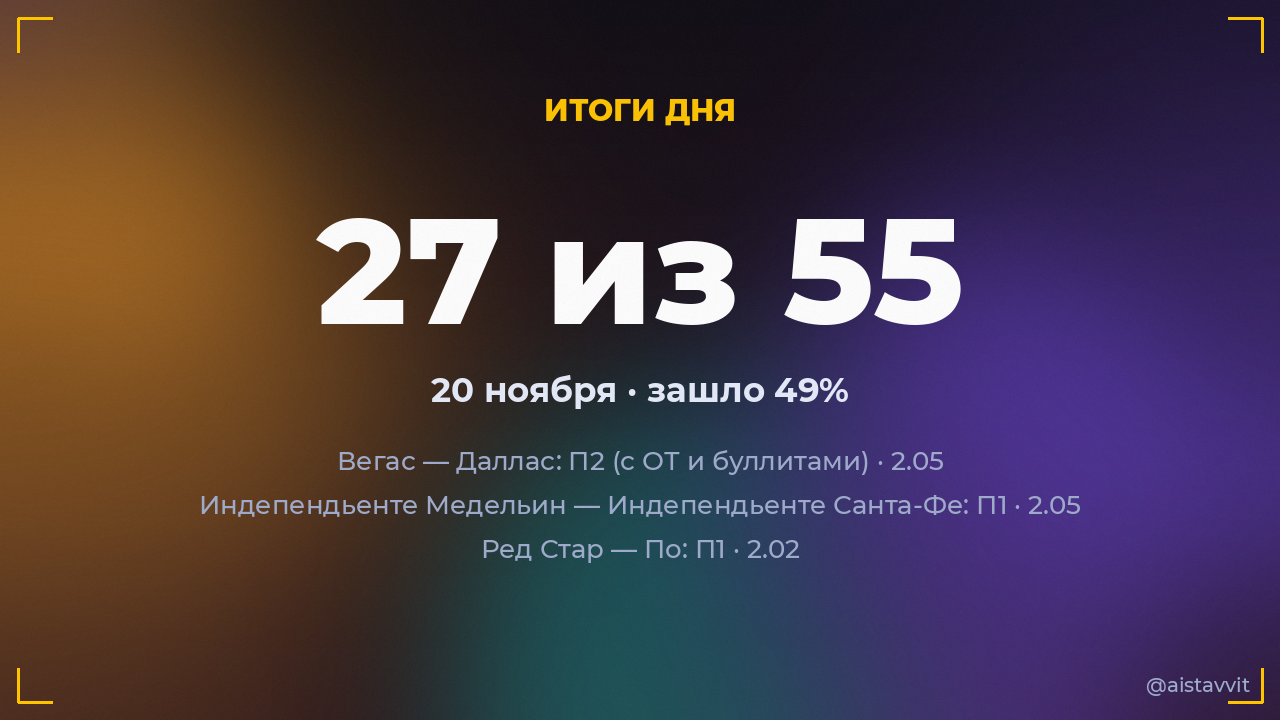 ИТОГИ ДНЯ
27 из 55
20 ноября · зашло 49%
Вегас — Даллас: П2 (с ОТ и буллитами) · 2.05
Индепендьенте Медельин — Индепендьенте Санта-Фе: П1 · 2.05
Ред Стар — По: П1 · 2.02
@aistavvit